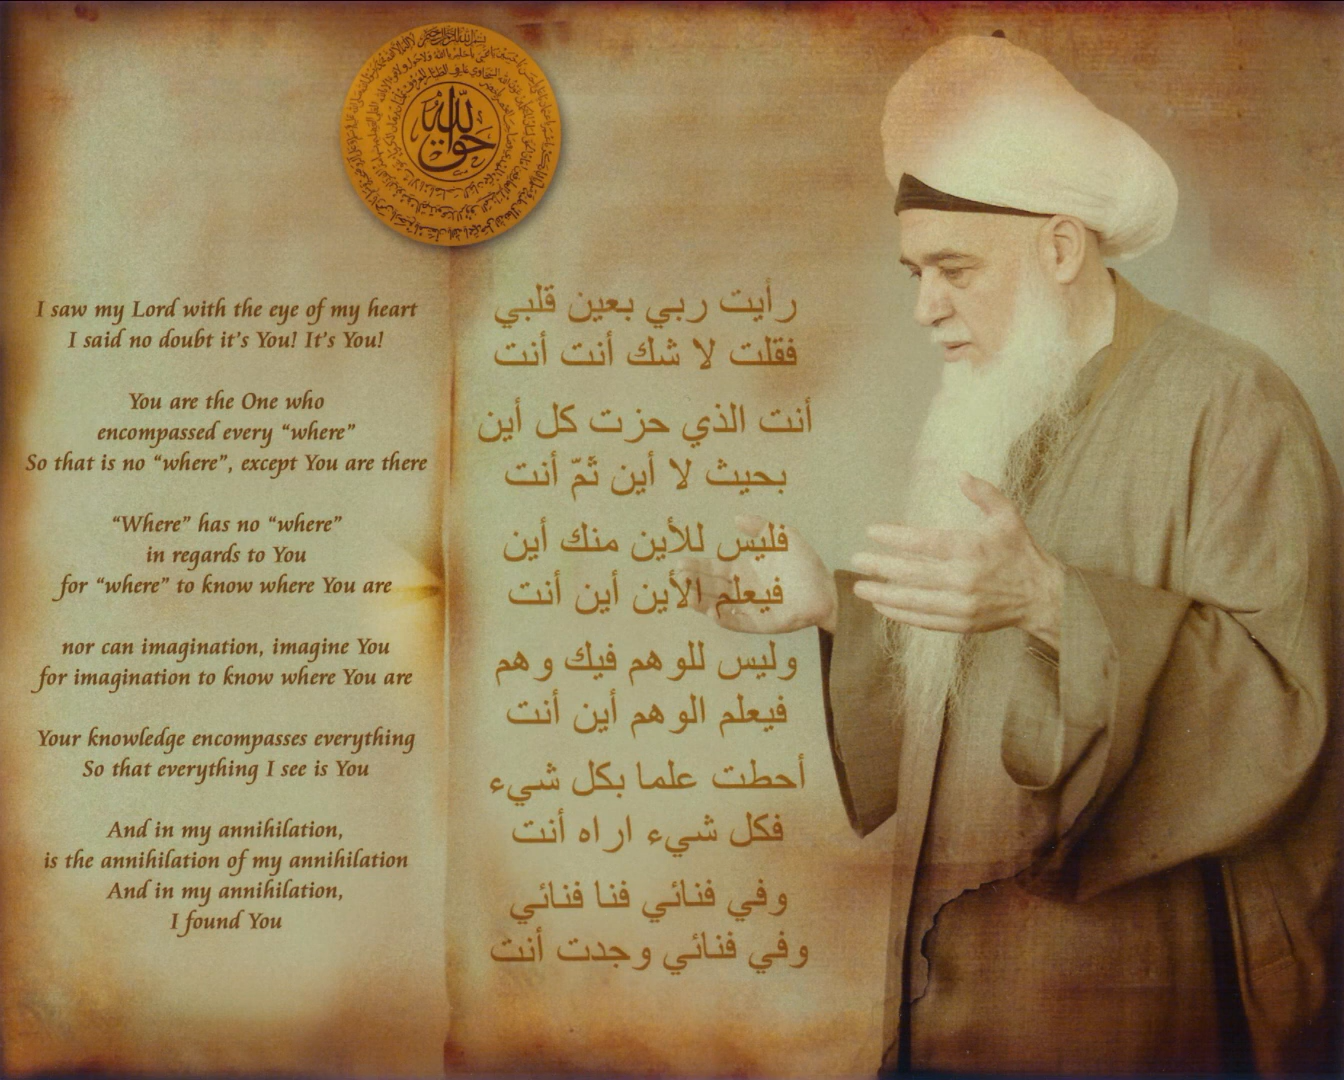 الله
حق
I saw my Lord with the eye of my heart
I said no doubt it's You! It's You!
You are the One who
encompassed every “where”
So that is no “where”, except You are there
“Where” has no “where”
in regards to You
for “where” to know where You are
nor can imagination, imagine You
for imagination to know where You are
Your knowledge encompasses everything
So that everything I see is You
And in my annihilation,
is the annihilation of my annihilation
And in my annihilation,
I found You
رأيت ربي بعين قلبي
فقلت لا شك أنت أنت
أنت الذي حزت كل أين
بحيث لا أين ثمّ أنت
فليس للأين منك أين
فيعلم الأين أين أنت
وليس للوهم فيك وهم
فيعلم الوهم أين أنت
أحطت علما بكل شيء
فكل شيء اراه أنت
وفي فنائي فنا فنائي
وفي فنائي وجدت أنت